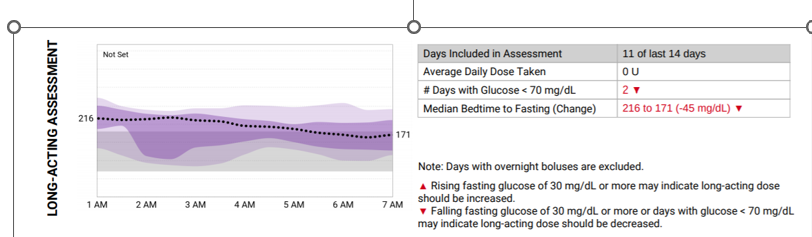 LONG-ACTING ASSESSMENT
Not Set
216
171
1 AM 2 AM 3 AM 4 AM 5 AM 6 AM 7 AM
Days Included in Assessment 11 of last 14 days
Average Daily Dose Taken 0 U
# Days with Glucose < 70 mg/dL 2 ▼
Median Bedtime to Fasting (Change) 216 to 171 (-45 mg/dL) ▼
Note: Days with overnight boluses are excluded.
▲ Rising fasting glucose of 30 mg/dL or more may indicate long-acting dose
should be increased.
▼ Falling fasting glucose of 30 mg/dL or more or days with glucose < 70 mg/dL
may indicate long-acting dose should be decreased.